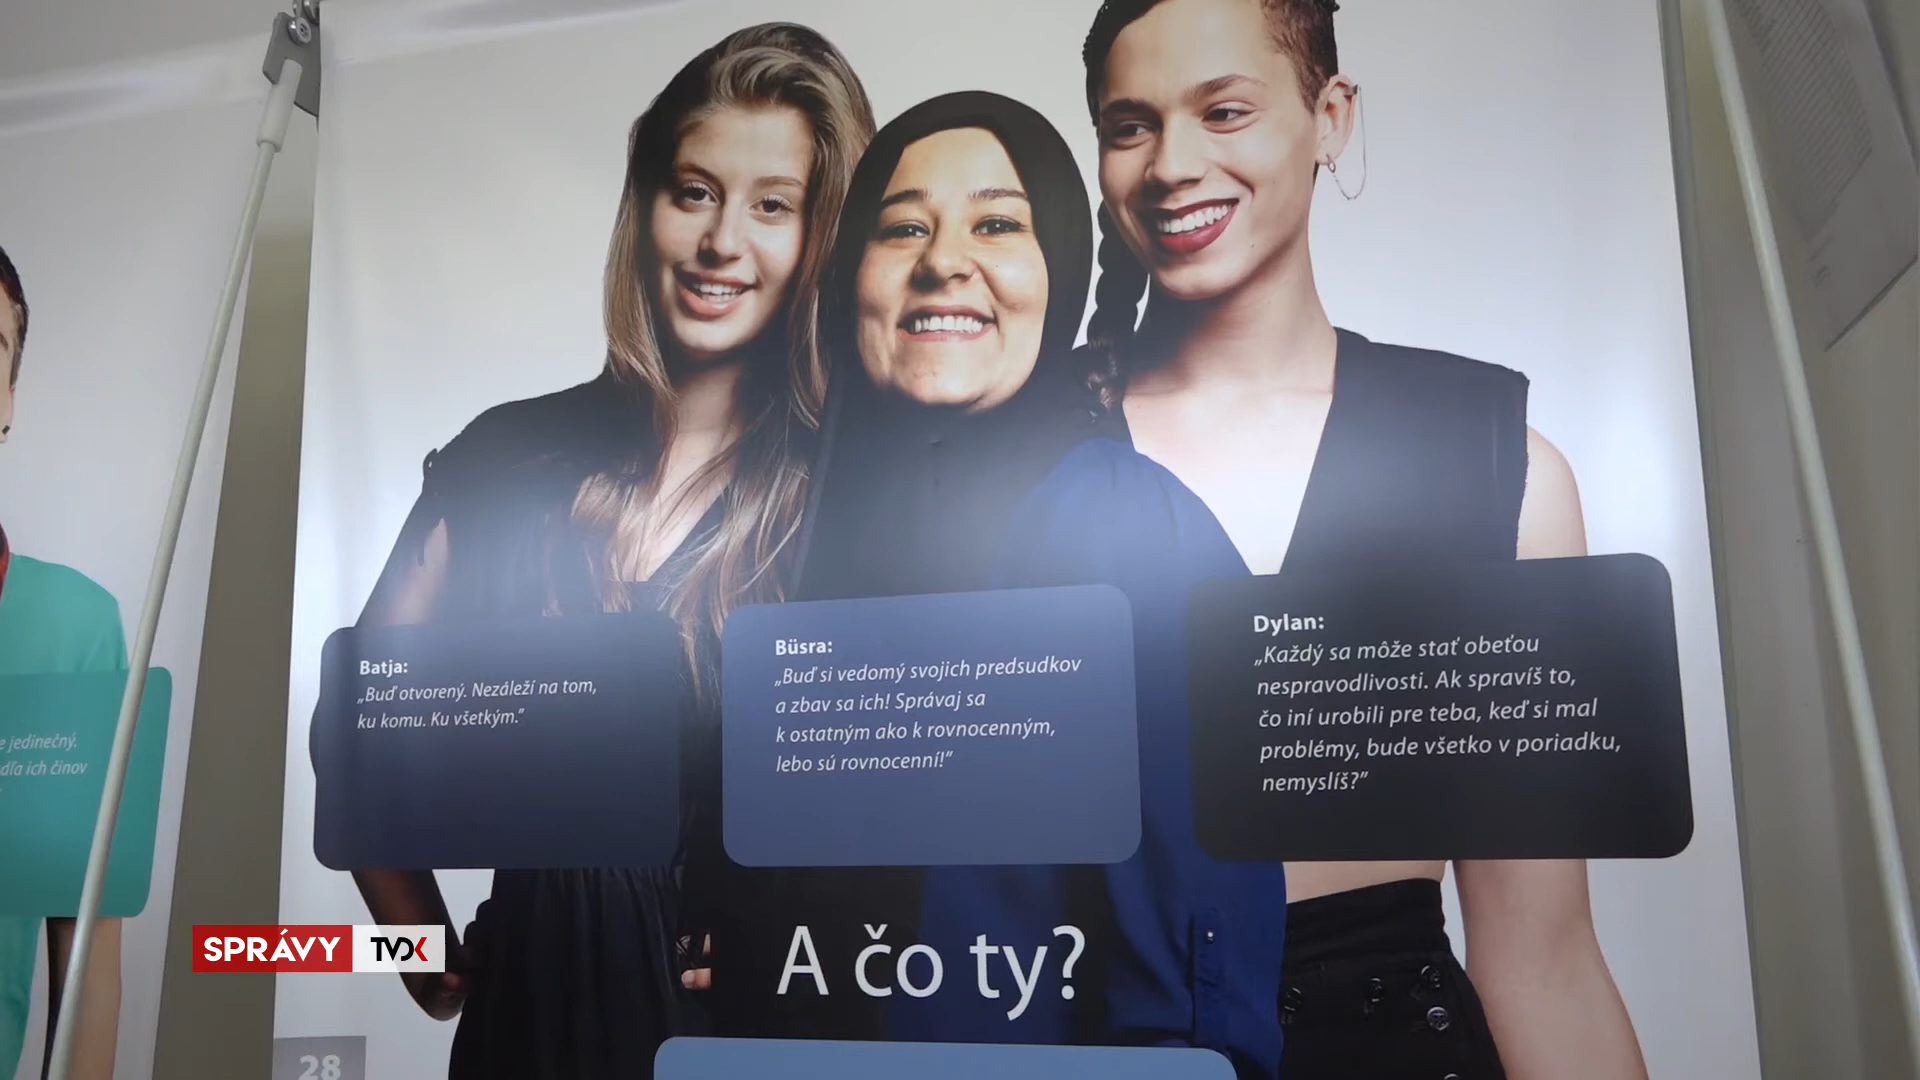 Batja:
„Buď otvorený. Nezáleží na tom,
ku komu. Ku všetkým.”
Büsra:
„Buď si vedomý svojich predsudkov
a zbav sa ich! Správaj sa
k ostatným ako k rovnocenným,
lebo sú rovnocenní!”
Dylan:
„Každý sa môže stať obeťou
nespravodlivosti. Ak spravíš to,
čo iní urobili pre teba, keď si mal
problémy, bude všetko v poriadku,
nemyslíš?”
e jedinečný.
dľa ich činov
A čo ty?
SPRÁVY TVDK
28